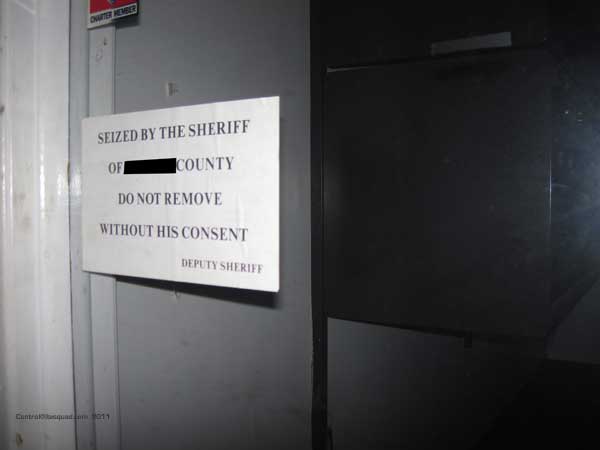 CHARTER MEMBER
SEIZED BY THE SHERIFF
OF COUNTY
DO NOT REMOVE
WITHOUT HIS CONSENT
DEPUTY SHERIFF